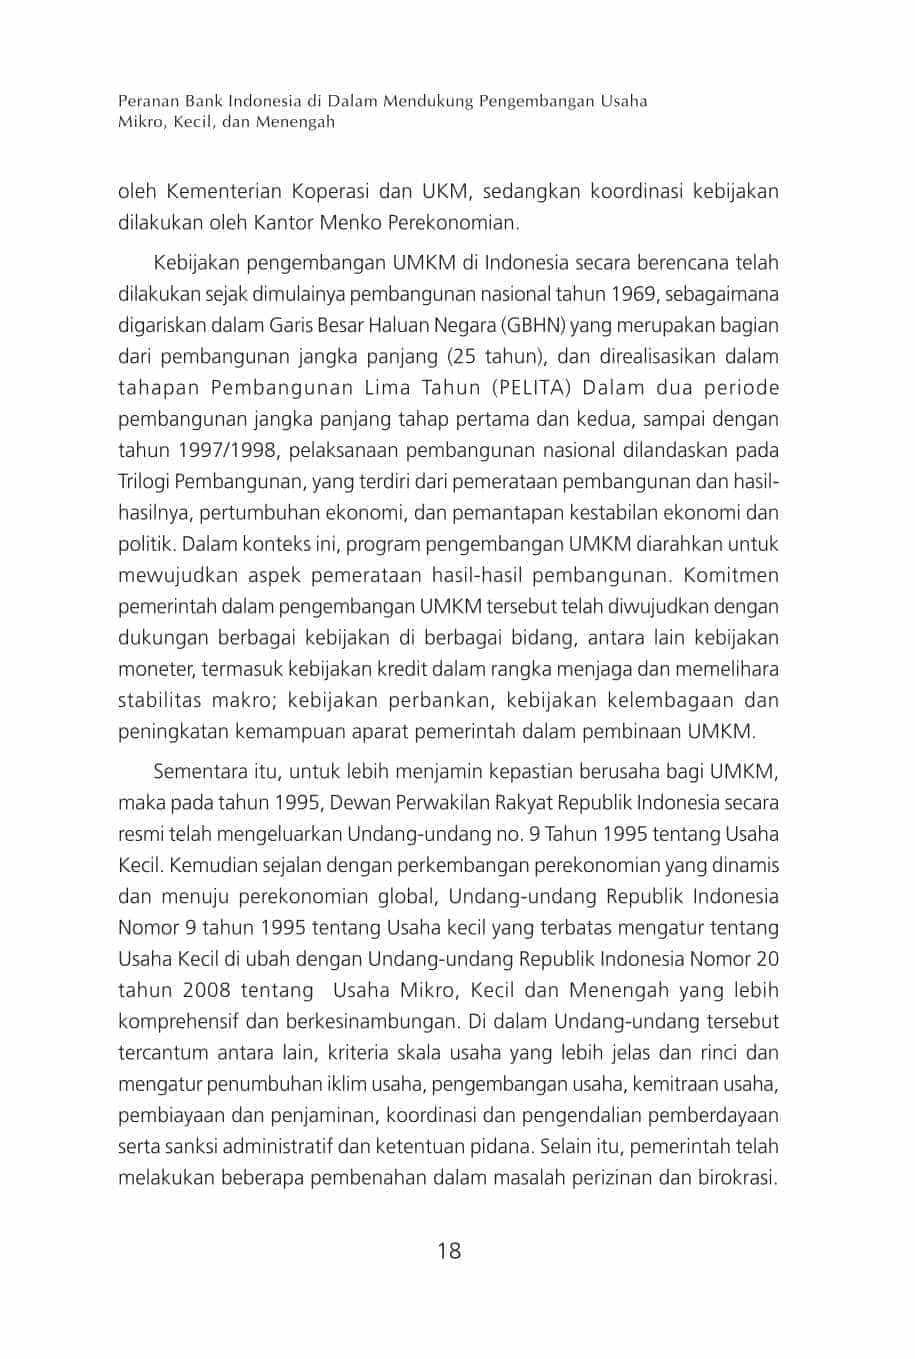 Peranan Bank Indonesia di Dalam Mendukung Pengembangan Usaha
Mikro, Kecil, dan Menengah
oleh Kementerian Koperasi dan UKM, sedangkan koordinasi kebijakan
dilakukan oleh Kantor Menko Perekonomian.
Kebijakan pengembangan UMKM di Indonesia secara berencana telah
dilakukan sejak dimulainya pembangunan nasional tahun 1969, sebagaimana
digariskan dalam Garis Besar Haluan Negara (GBHN) yang merupakan bagian
dari pembangunan jangka panjang (25 tahun), dan direalisasikan dalam
tahapan Pembangunan Lima Tahun (PELITA) Dalam dua periode
pembangunan jangka panjang tahap pertama dan kedua, sampai dengan
tahun 1997/1998, pelaksanaan pembangunan nasional dilandaskan pada
Trilogi Pembangunan, yang terdiri dari pemerataan pembangunan dan hasil-
hasilnya, pertumbuhan ekonomi, dan pemantapan kestabilan ekonomi dan
politik. Dalam konteks ini, program pengembangan UMKM diarahkan untuk
mewujudkan aspek pemerataan hasil-hasil pembangunan. Komitmen
pemerintah dalam pengembangan UMKM tersebut telah diwujudkan dengan
dukungan berbagai kebijakan di berbagai bidang, antara lain kebijakan
moneter, termasuk kebijakan kredit dalam rangka menjaga dan memelihara
stabilitas makro; kebijakan perbankan, kebijakan kelembagaan dan
peningkatan kemampuan aparat pemerintah dalam pembinaan UMKM.
Sementara itu, untuk lebih menjamin kepastian berusaha bagi UMKM,
maka pada tahun 1995, Dewan Perwakilan Rakyat Republik Indonesia secara
resmi telah mengeluarkan Undang-undang no. 9 Tahun 1995 tentang Usaha
Kecil. Kemudian sejalan dengan perkembangan perekonomian yang dinamis
dan menuju perekonomian global, Undang-undang Republik Indonesia
Nomor 9 tahun 1995 tentang Usaha kecil yang terbatas mengatur tentang
Usaha Kecil di ubah dengan Undang-undang Republik Indonesia Nomor 20
tahun 2008 tentang  Usaha Mikro, Kecil dan Menengah yang lebih
komprehensif dan berkesinambungan. Di dalam Undang-undang tersebut
tercantum antara lain, kriteria skala usaha yang lebih jelas dan rinci dan
mengatur penumbuhan iklim usaha, pengembangan usaha, kemitraan usaha,
pembiayaan dan penjaminan, koordinasi dan pengendalian pemberdayaan
serta sanksi administratif dan ketentuan pidana. Selain itu, pemerintah telah
melakukan beberapa pembenahan dalam masalah perizinan dan birokrasi.
18